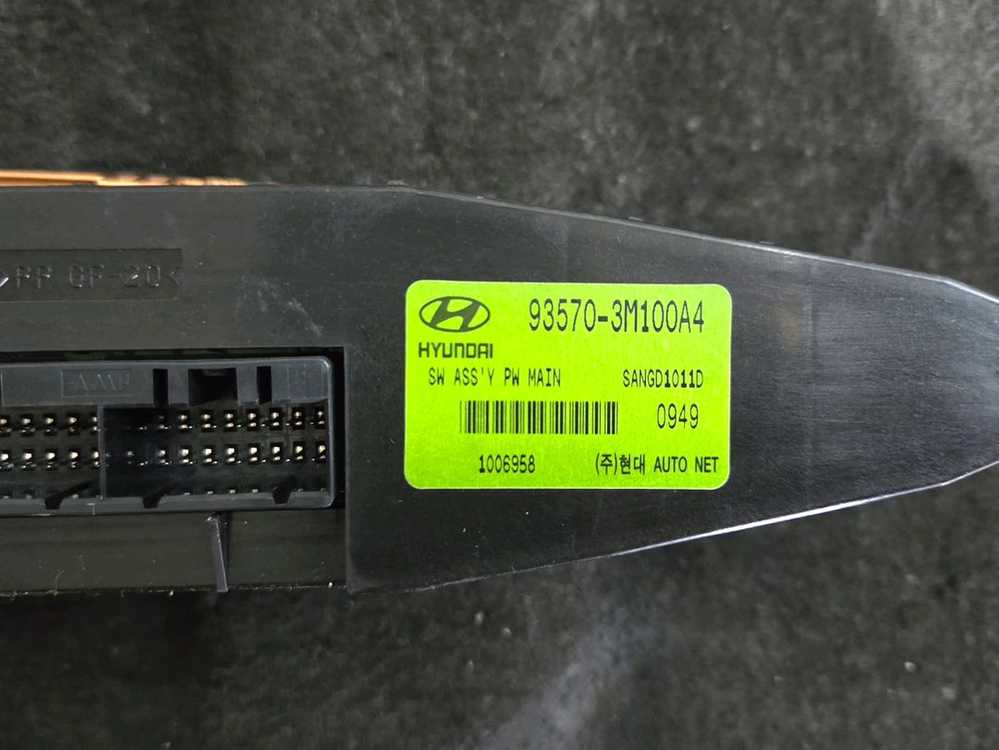 >PP GF-20<
AMP
93570-3M100A4
HYUNDAI
SW ASS'Y PW MAIN SANGD1011D
0949
1006958 (주)현대 AUTO NET